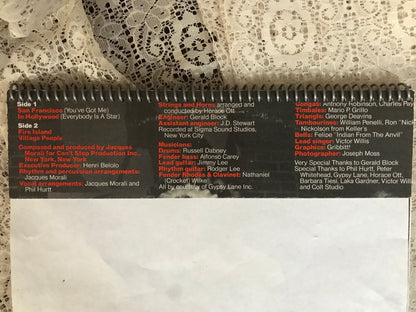 Side 1
San Francisco (You've Got Me)
In Hollywood (Everybody Is A Star)
Side 2
Fire Island
Village People
Composed and produced by Jacques
Morali for Can't Stop Production Inc.,
New York, New York
Executive Producer: Henri Belolo
Rhythm and percussion arrangements:
Jacques Morali
Vocal arrangements: Jacques Morali and
Phil Hurtt
Strings and Horns arranged and
conducted by Horace Ott
Engineer: Gerald Block
Assistant engineer: J.D. Stewart
Recorded at Sigma Sound Studios,
New York City
Musicians:
Drums: Russell Dabney
Fender bass: Alfonso Carey
Lead guitar: Jimmy Lee
Rhythm guitar: Rodger Lee
Fender Rhodes & Clavinet: Nathaniel
(Crocket) Wilke
All by courtesy of Gypsy Lane Inc.
Congas: Anthony Robinson, Charles Pay
Timbales: Mario P. Grillo
Triangle: George Deavins
Tambourines: William Penelli, Ron "Nick
Nickolson from Keller's
Bells: Felipe "Indian From The Anvil"
Lead singer: Victor Willis
Graphics: Gribbitt!
Photographer: Joseph Moss
Very Special Thanks to Gerald Block
Special Thanks to Phil Hurtt, Peter
Whitehead, Gypsy Lane, Horace Ott,
Barbara Tiesi, Laka Gardner, Victor Wil
and Colt Studio